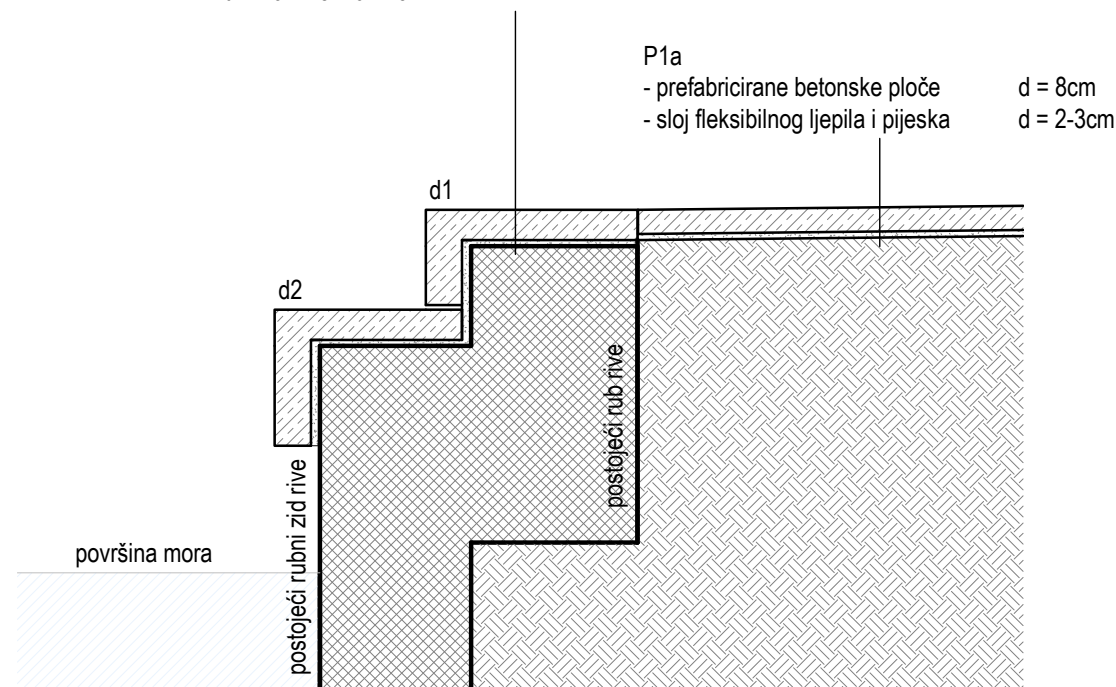 P1a
- prefabricirane betonske ploče d = 8cm
- sloj fleksibilnog ljepila i pijeska d = 2-3cm
d1
d2
postojeći rub rive
postojeći rubni zid rive
površina mora